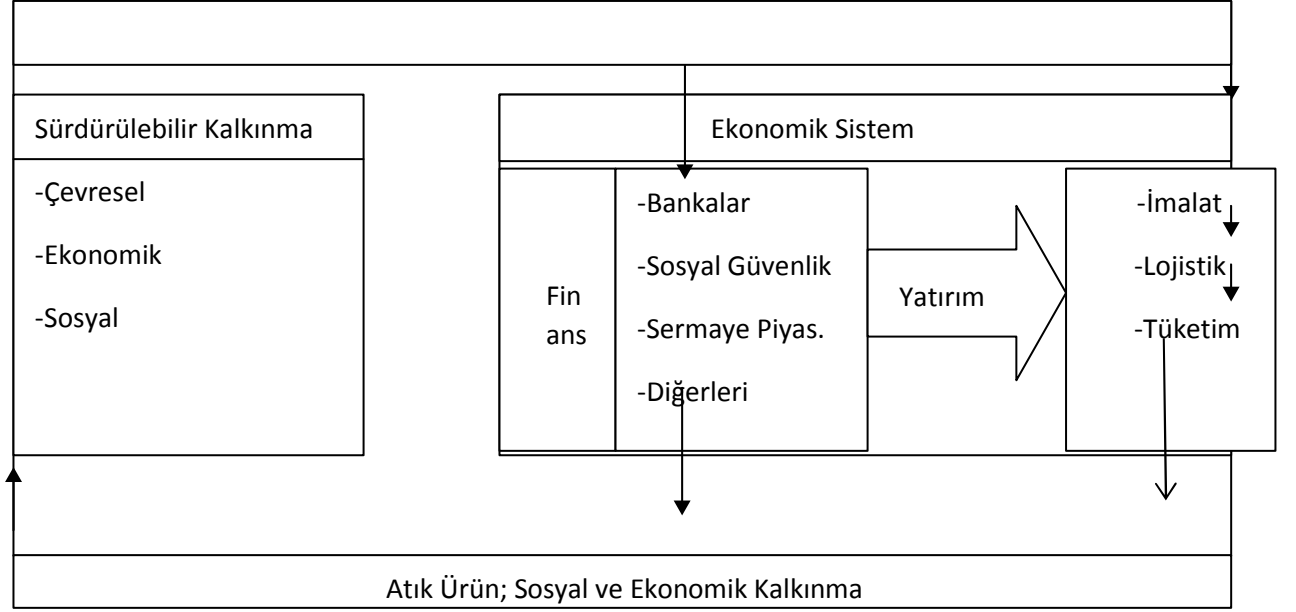 Sürdürülebilir Kalkınma
-Çevresel
-Ekonomik
-Sosyal
Ekonomik Sistem
Fin
ans
-Bankalar
-Sosyal Güvenlik
-Sermaye Piyas.
-Diğerleri
Yatırım
-İmalat
-Lojistik
-Tüketim
Atık Ürün; Sosyal ve Ekonomik Kalkınma